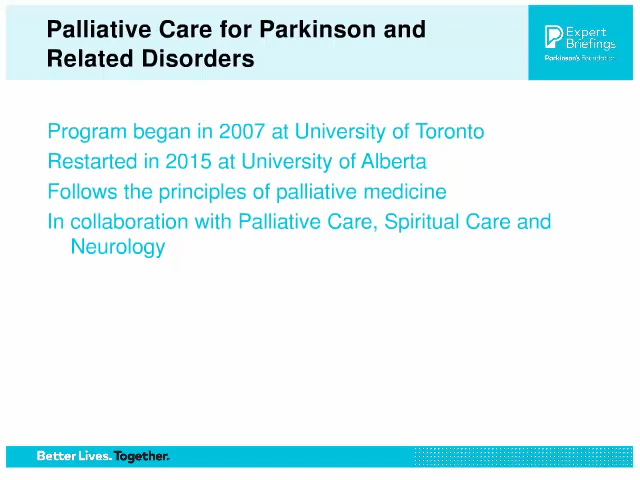 Palliative Care for Parkinson and
Related Disorders
Expert
Briefings
Parkinson's Foundation
Program began in 2007 at University of Toronto
Restarted in 2015 at University of Alberta
Follows the principles of palliative medicine
In collaboration with Palliative Care, Spiritual Care and
Neurology
Better Lives. Together.